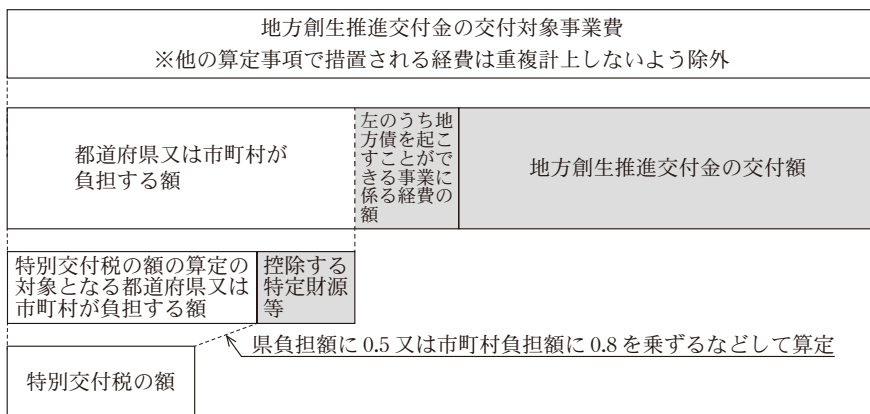 地方創生推進交付金の交付対象事業費
※他の算定事項で措置される経費は重複計上しないよう除外
都道府県又は市町村が
負担する額
左のうち地
方債を起こ
すことがで
きる事業に
係る経費の
額
地方創生推進交付金の交付額
特別交付税の額の算定の
対象となる都道府県又は
市町村が負担する額
控除する
特定財源
等
県負担額に 0.5 又は市町村負担額に 0.8 を乗ずるなどして算定
特別交付税の額